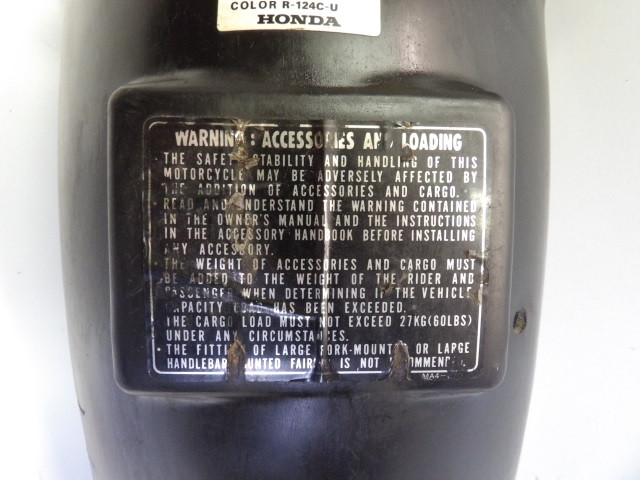 COLOR R-124C-U
HONDA
WARNING : ACCESSORIES AND LOADING
· THE SAFETY STABILITY AND HANDLING OF THIS
MOTORCYCLE MAY BE ADVERSELY AFFECTED BY
THE ADDITION OF ACCESSORIES AND CARGO.
· READ AND UNDERSTAND THE WARNING CONTAINED
IN THE OWNER'S MANUAL AND THE INSTRUCTIONS
IN THE ACCESSORY HANDBOOK BEFORE INSTALLING
ANY ACCESSORY.
· THE WEIGHT OF ACCESSORIES AND CARGO MUST
BE ADDED TO THE WEIGHT OF THE RIDER AND
PASSENGER WHEN DETERMINING IF THE VEHICLE
CAPACITY LOAD HAS BEEN EXCEEDED.
· THE CARGO LOAD MUST NOT EXCEED 27KG(60LBS)
UNDER ANY CIRCUMSTANCES.
· THE FITTING OF LARGE FORK-MOUNTED OR LARGE
HANDLEBAR MOUNTED FAIRING IS NOT RECOMMENDED.
MA4-